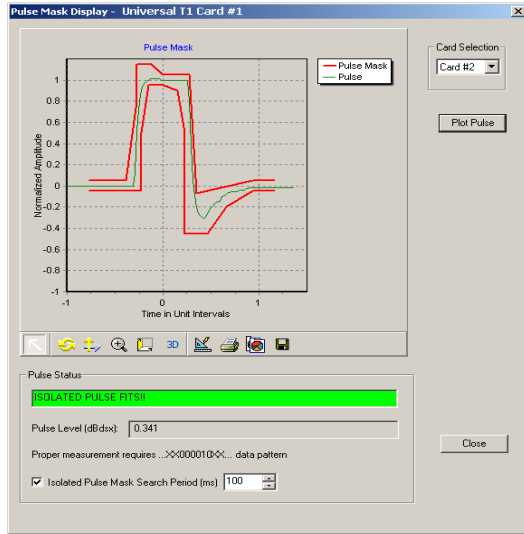 Pulse Mask Display - Universal T1 Card #1
Pulse Mask
Pulse Mask
Pulse
Card Selection
Card #2
Plot Pulse
Normalized Amplitude
1
0.8
0.6
0.4
0.2
0
-0.2
-0.4
-0.6
-0.8
-1
-1
0
1
Time in Unit Intervals
3D
Pulse Status
ISOLATED PULSE FITS!!
Pulse Level (dBdsx):
0.341
Proper measurement requires ...XX000010XX... data pattern
Isolated Pulse Mask Search Period (ms)
100
Close